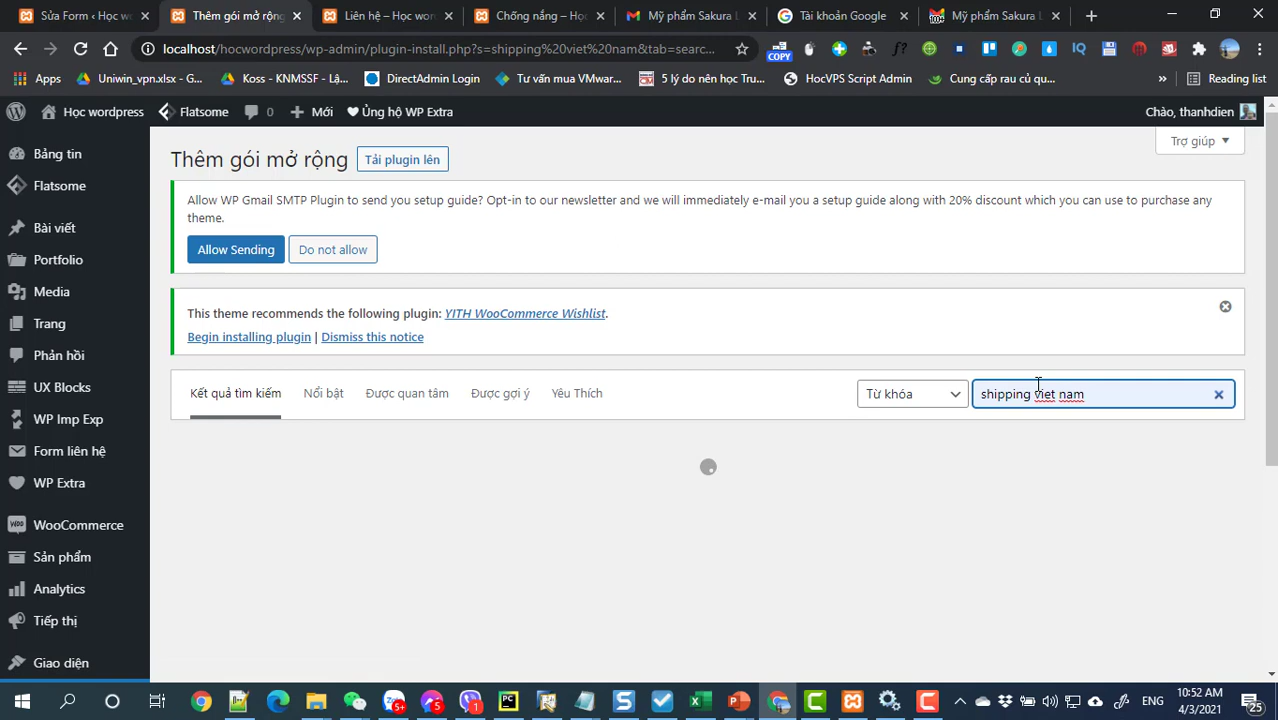 Sửa Form ‹ Học wor
Thêm gói mở rộng
Liên hệ – Học wor
Chống nắng – Học
Mỹ phẩm Sakura L
Tài khoản Google
Mỹ phẩm Sakura L
localhost/hocwordpress/wp-admin/plugin-install.php?s=shipping%20viet%20nam&tab=searc...
COPY
Apps
Uniwin_vpn.xlsx - G...
Koss - KNMSSF - Lậ...
DirectAdmin Login
Tư vấn mua VMwar...
5 lý do nên học Tru...
HocVPS Script Admin
Cung cấp rau củ qu...
»
Reading list
Học wordpress
Flatsome
0
Mới
Ủng hộ WP Extra
Chào, thanhdien
Bảng tin
Flatsome
Bài viết
Portfolio
Media
Trang
Phản hồi
UX Blocks
WP Imp Exp
Form liên hệ
WP Extra
WooCommerce
Sản phẩm
Analytics
Tiếp thị
Giao diện
Trợ giúp
Thêm gói mở rộng
Tải plugin lên
Allow WP Gmail SMTP Plugin to send you setup guide? Opt-in to our newsletter and we will immediately e-mail you a setup guide along with 20% discount which you can use to purchase any
theme.
Allow Sending
Do not allow
This theme recommends the following plugin: YITH WooCommerce Wishlist.
Begin installing plugin | Dismiss this notice
Kết quả tìm kiếm
Nổi bật
Được quan tâm
Được gợi ý
Yêu Thích
Từ khóa
shipping viet nam
5+
1
ENG
10:52 AM
4/3/2021
25